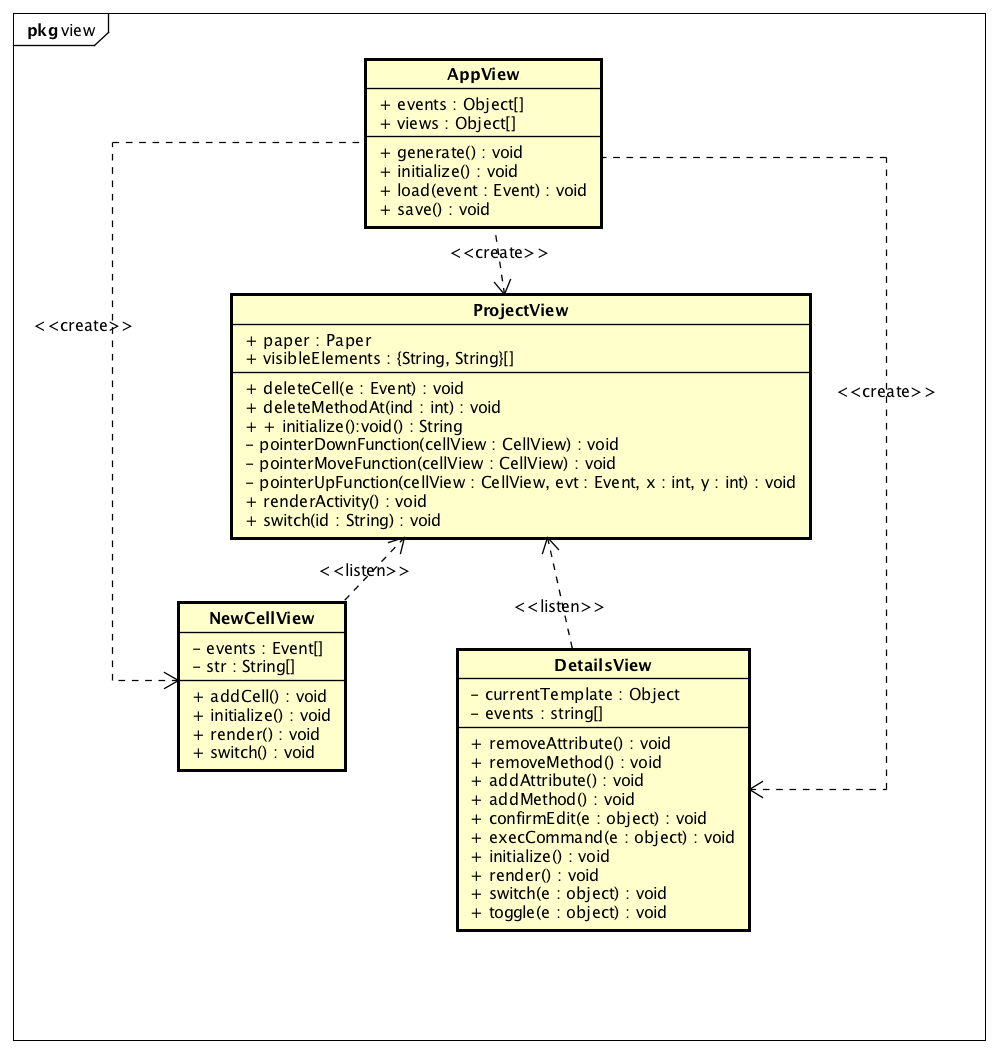 pkg view
AppView
+ events : Object[]
+ views : Object[]
+ generate() : void
+ initialize() : void
+ load(event : Event) : void
+ save() : void
<<create>>
<<create>>
<<create>>
ProjectView
+ paper : Paper
+ visibleElements : {String, String}[]
+ deleteCell(e : Event) : void
+ deleteMethodAt(ind : int) : void
+ + initialize():void() : String
- pointerDownFunction(cellView : CellView) : void
- pointerMoveFunction(cellView : CellView) : void
- pointerUpFunction(cellView : CellView, evt : Event, x : int, y : int) : void
+ renderActivity() : void
+ switch(id : String) : void
<<listen>>
<<listen>>
NewCellView
- events : Event[]
- str : String[]
+ addCell() : void
+ initialize() : void
+ render() : void
+ switch() : void
DetailsView
- currentTemplate : Object
- events : string[]
+ removeAttribute() : void
+ removeMethod() : void
+ addAttribute() : void
+ addMethod() : void
+ confirmEdit(e : object) : void
+ execCommand(e : object) : void
+ initialize() : void
+ render() : void
+ switch(e : object) : void
+ toggle(e : object) : void